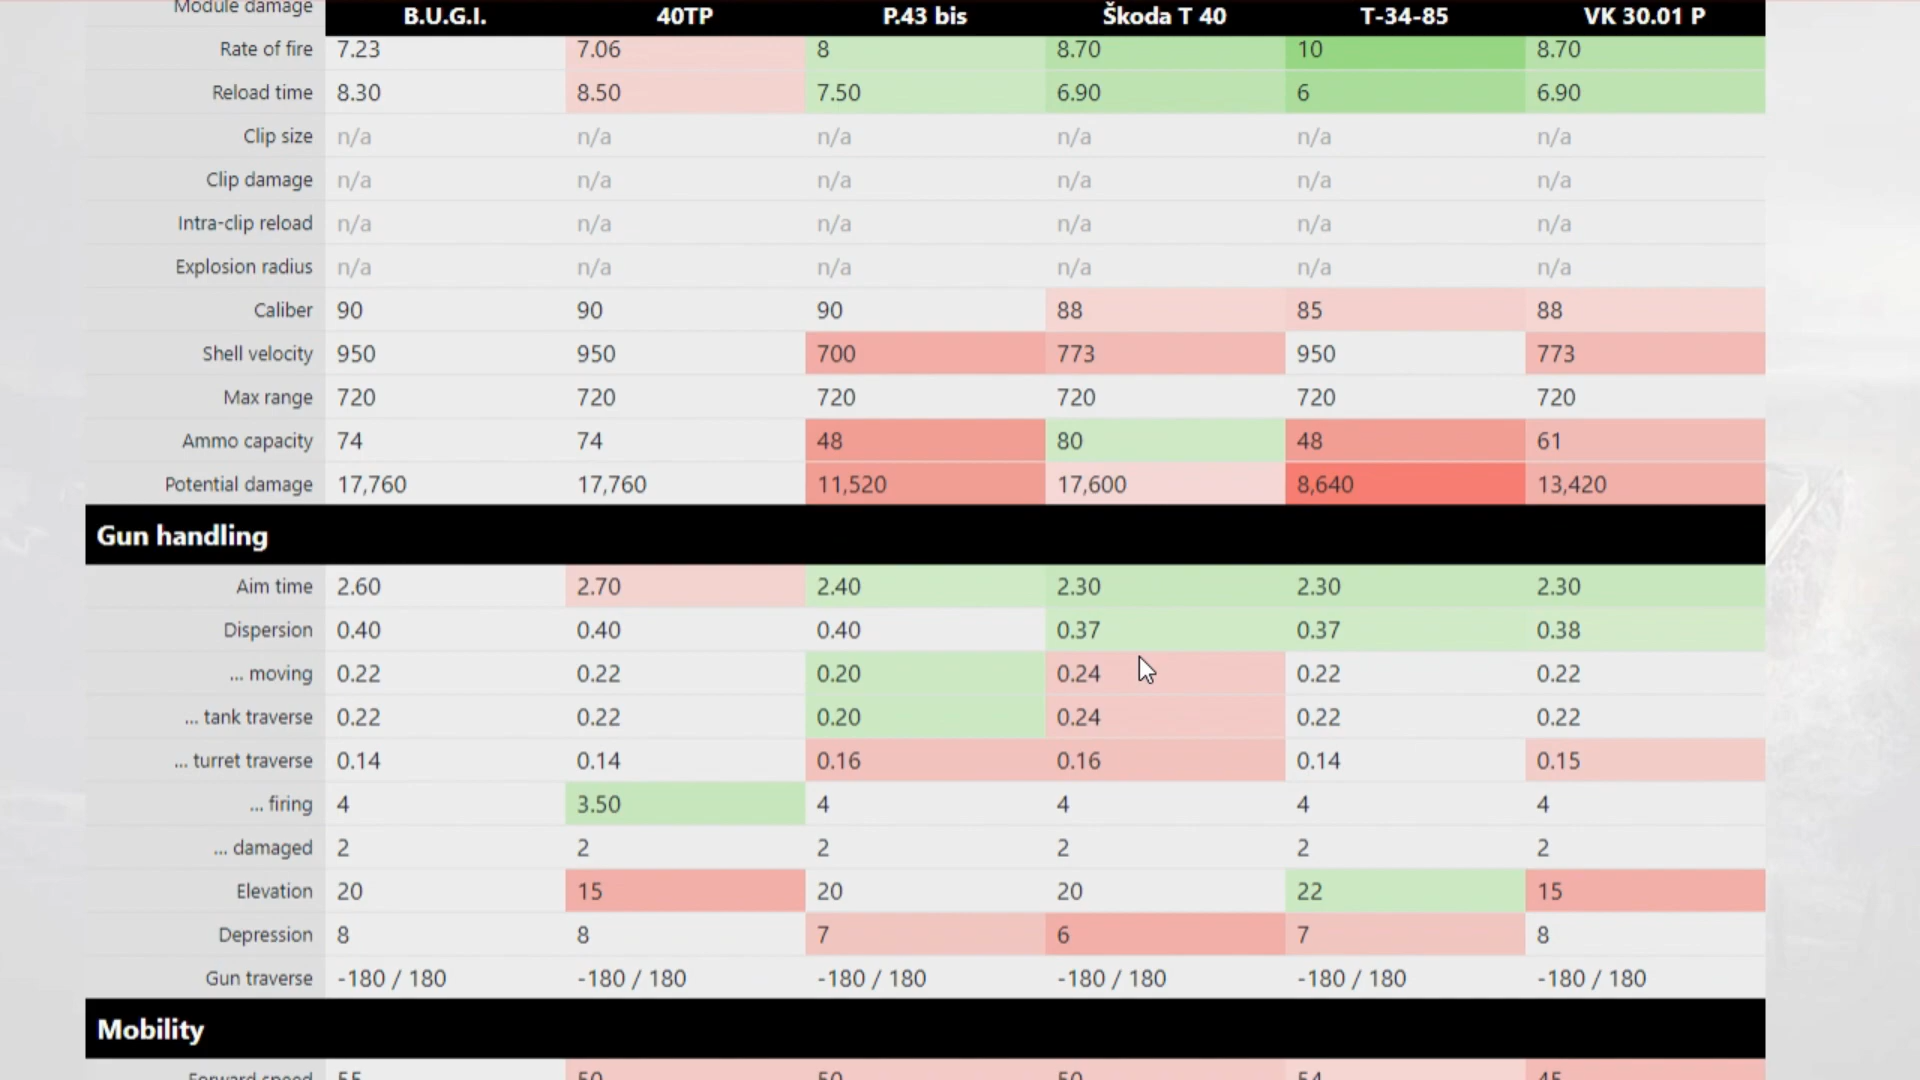 Module damage B.U.G.I. 40TP P.43 bis Škoda T 40 T-34-85 VK 30.01 P
Rate of fire 7.23 7.06 8 8.70 10 8.70
Reload time 8.30 8.50 7.50 6.90 6 6.90
Clip size n/a n/a n/a n/a n/a n/a
Clip damage n/a n/a n/a n/a n/a n/a
Intra-clip reload n/a n/a n/a n/a n/a n/a
Explosion radius n/a n/a n/a n/a n/a n/a
Caliber 90 90 90 88 85 88
Shell velocity 950 950 700 773 950 773
Max range 720 720 720 720 720 720
Ammo capacity 74 74 48 80 48 61
Potential damage 17,760 17,760 11,520 17,600 8,640 13,420
Gun handling
Aim time 2.60 2.70 2.40 2.30 2.30 2.30
Dispersion 0.40 0.40 0.40 0.37 0.37 0.38
... moving 0.22 0.22 0.20 0.24 0.22 0.22
... tank traverse 0.22 0.22 0.20 0.24 0.22 0.22
... turret traverse 0.14 0.14 0.16 0.16 0.14 0.15
... firing 4 3.50 4 4 4 4
... damaged 2 2 2 2 2 2
Elevation 20 15 20 20 22 15
Depression 8 8 7 6 7 8
Gun traverse -180 / 180 -180 / 180 -180 / 180 -180 / 180 -180 / 180 -180 / 180
Mobility
Forward speed 55 50 50 50 54 45